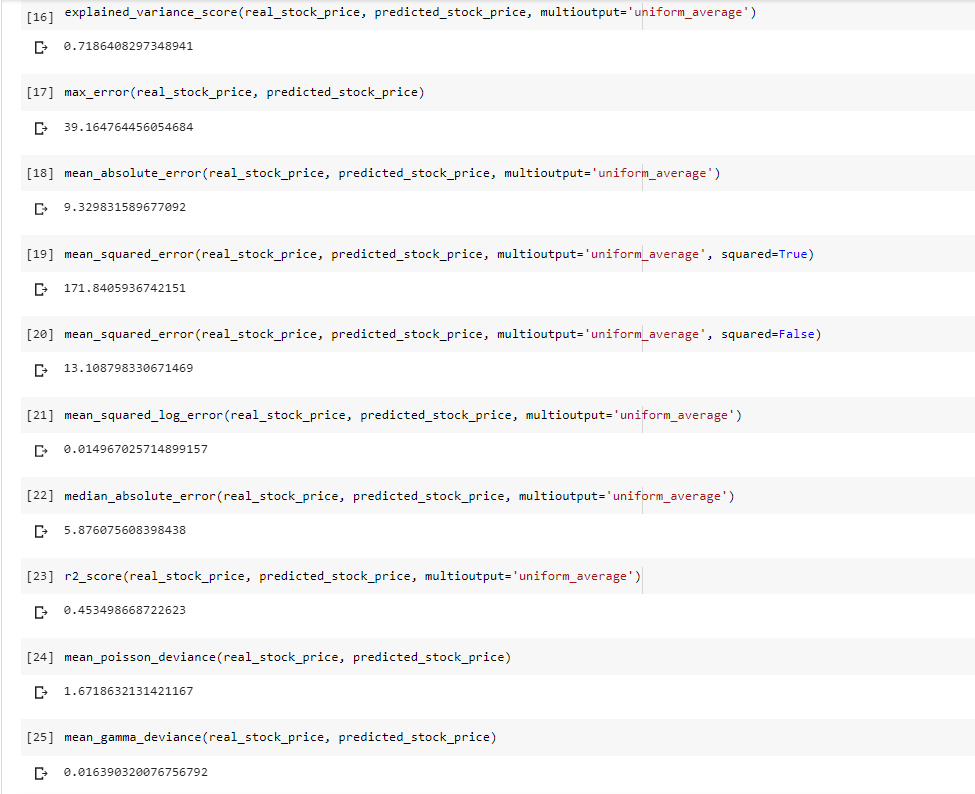 [16] explained_variance_score(real_stock_price, predicted_stock_price, multioutput='uniform_average')
0.7186408297348941
[17] max_error(real_stock_price, predicted_stock_price)
39.164764456054684
[18] mean_absolute_error(real_stock_price, predicted_stock_price, multioutput='uniform_average')
9.329831589677092
[19] mean_squared_error(real_stock_price, predicted_stock_price, multioutput='uniform_average', squared=True)
171.8405936742151
[20] mean_squared_error(real_stock_price, predicted_stock_price, multioutput='uniform_average', squared=False)
13.108798330671469
[21] mean_squared_log_error(real_stock_price, predicted_stock_price, multioutput='uniform_average')
0.014967025714899157
[22] median_absolute_error(real_stock_price, predicted_stock_price, multioutput='uniform_average')
5.876075608398438
[23] r2_score(real_stock_price, predicted_stock_price, multioutput='uniform_average')
0.453498668722623
[24] mean_poisson_deviance(real_stock_price, predicted_stock_price)
1.6718632131421167
[25] mean_gamma_deviance(real_stock_price, predicted_stock_price)
0.016390320076756792